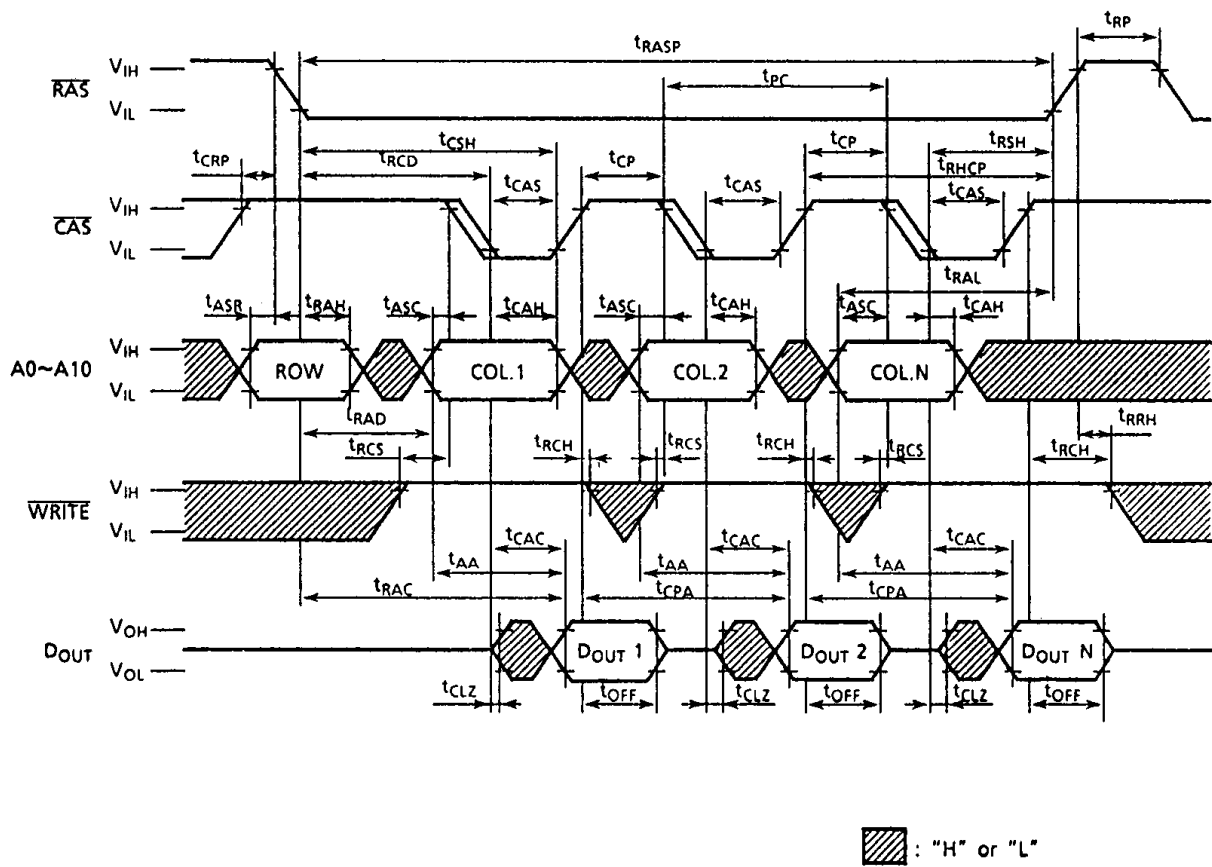 tRP
tRASP
VIH
RAS
tPC
VIL
tCSH tCP tRSH
tCRP tRCD tCP tRHCP
tCAS tCAS tCAS
VIH
CAS
VIL
tRAL
tASR tRAH tASC tCAH tASC tCAH tASC tCAH
VIH
A0~A10 ROW COL.1 COL.2 COL.N
VIL
tRAD tRRH
tRCS tRCH tRCS tRCH tRCS tRCH
VIH
WRITE
VIL
tCAC tCAC tCAC
tAA tAA tAA
tRAC tCPA tCPA
VOH
DOUT DOUT 1 DOUT 2 DOUT N
VOL
tCLZ tOFF tCLZ tOFF tCLZ tOFF
: "H" or "L"